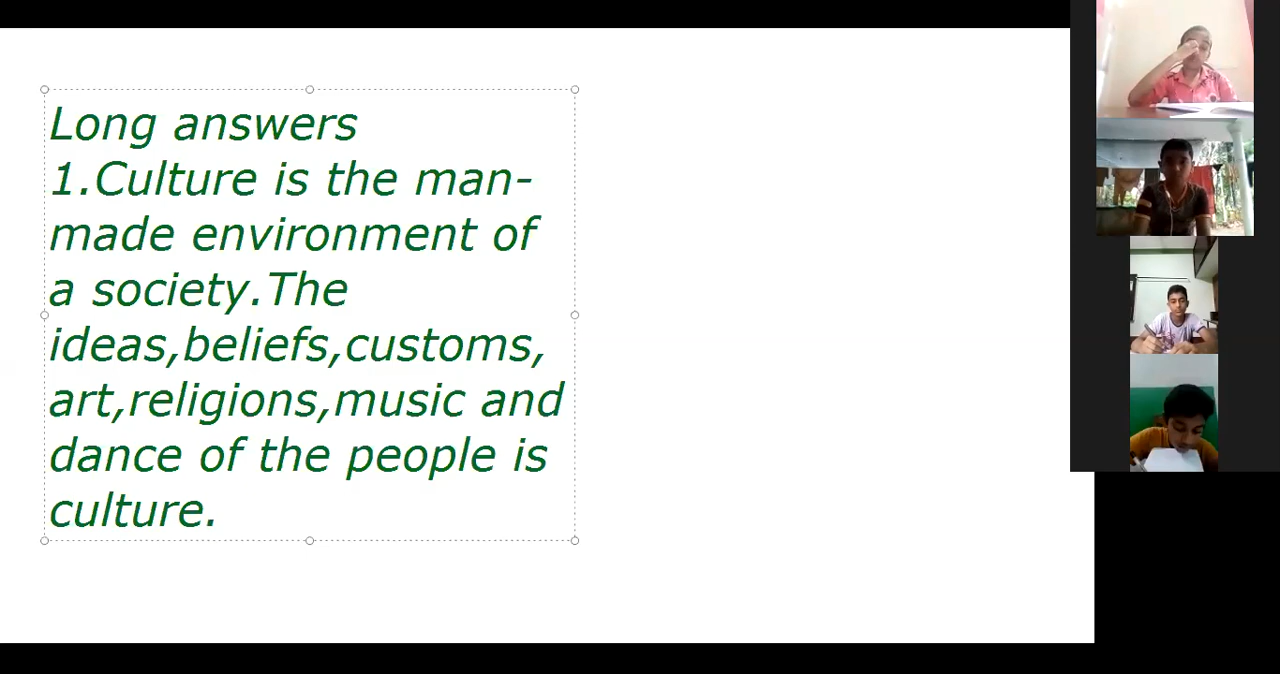 Long answers
1.Culture is the man-
made environment of
a society.The
ideas,beliefs,customs,
art,religions,music and
dance of the people is
culture.